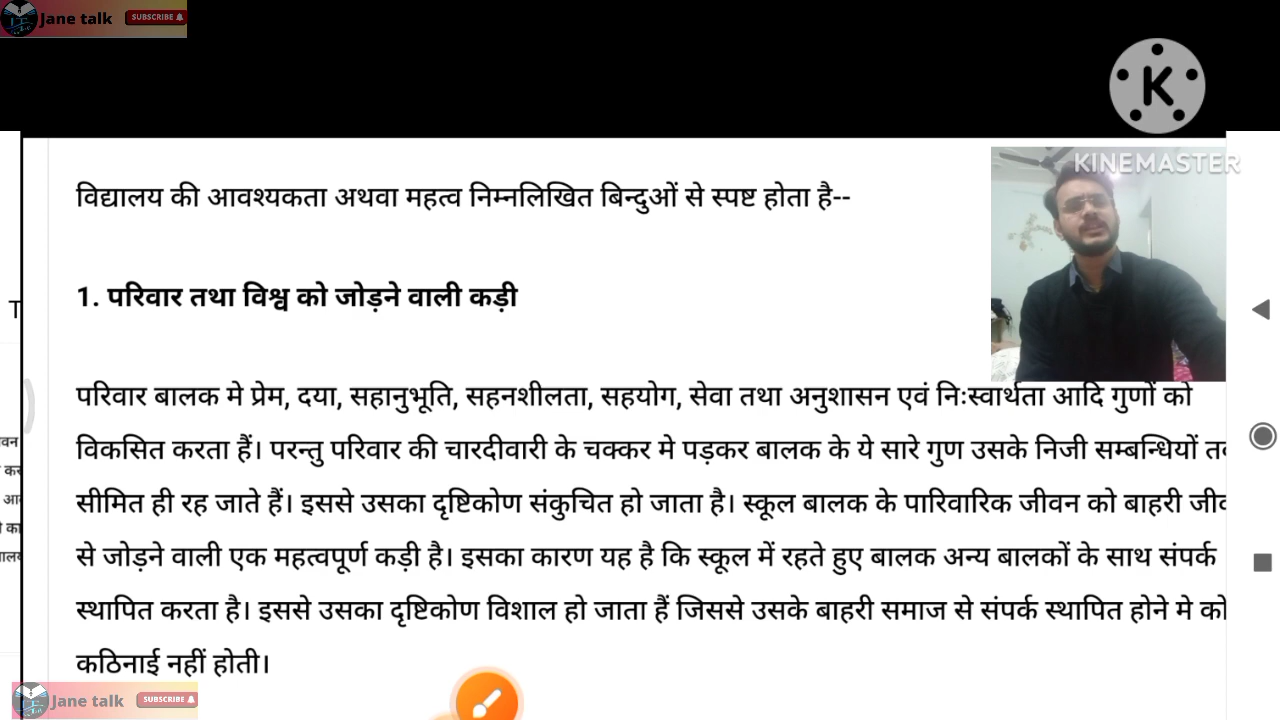 Jane talk SUBSCRIBE
K
KINEMASTER
विद्यालय की आवश्यकता अथवा महत्व निम्नलिखित बिन्दुओं से स्पष्ट होता है--
1. परिवार तथा विश्व को जोड़ने वाली कड़ी
परिवार बालक मे प्रेम, दया, सहानुभूति, सहनशीलता, सहयोग, सेवा तथा अनुशासन एवं निःस्वार्थता आदि गुणों को
विकसित करता हैं। परन्तु परिवार की चारदीवारी के चक्कर मे पड़कर बालक के ये सारे गुण उसके निजी सम्बन्धियों
सीमित ही रह जाते हैं। इससे उसका दृष्टिकोण संकुचित हो जाता है। स्कूल बालक के पारिवारिक जीवन को बाहरी
से जोड़ने वाली एक महत्वपूर्ण कड़ी है। इसका कारण यह है कि स्कूल में रहते हुए बालक अन्य बालकों के साथ संपर्क
स्थापित करता है। इससे उसका दृष्टिकोण विशाल हो जाता हैं जिससे उसके बाहरी समाज से संपर्क स्थापित होने मे
कठिनाई नहीं होती।
Jane talk SUBSCRIBE